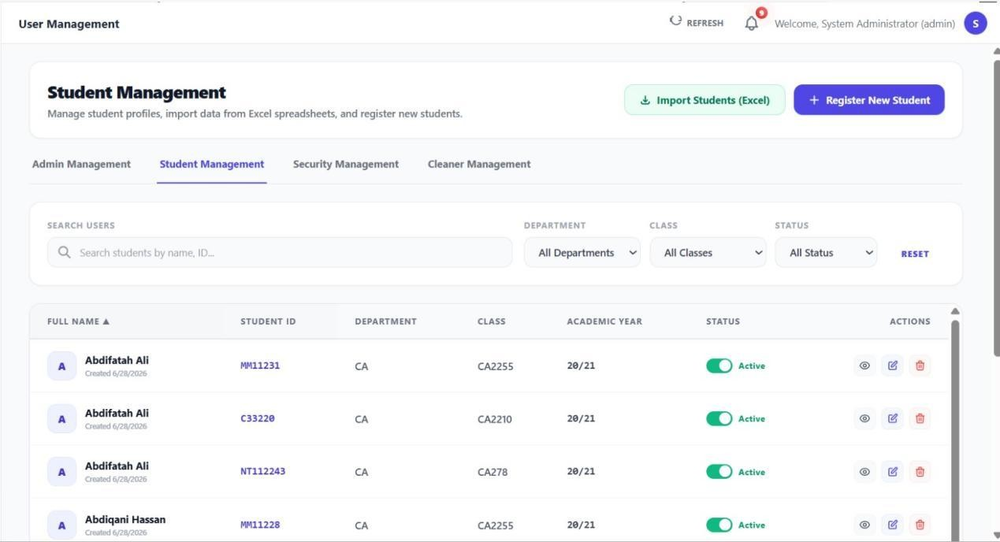 User Management
REFRESH
9
Welcome, System Administrator (admin)
S
Student Management
Manage student profiles, import data from Excel spreadsheets, and register new students.
Import Students (Excel)
+ Register New Student
Admin Management
Student Management
Security Management
Cleaner Management
SEARCH USERS
DEPARTMENT
CLASS
STATUS
Search students by name, ID...
All Departments
All Classes
All Status
RESET
FULL NAME ▲ STUDENT ID DEPARTMENT CLASS ACADEMIC YEAR STATUS ACTIONS
A Abdifatah Ali MM11231 CA CA2255 20/21 Active
Created 6/28/2026
A Abdifatah Ali C33220 CA CA2210 20/21 Active
Created 6/28/2026
A Abdifatah Ali NT112243 CA CA278 20/21 Active
Created 6/28/2026
A Abdiqani Hassan MM11228 CA CA2255 20/21 Active
Created 6/28/2026